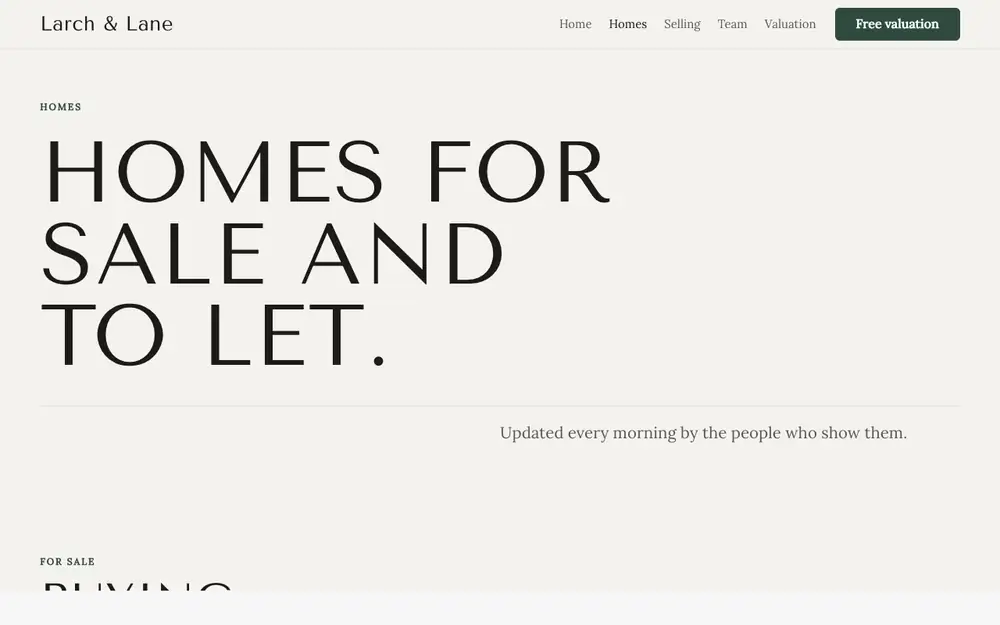 Larch & Lane
Home Homes Selling Team Valuation Free valuation
HOMES
HOMES FOR
SALE AND
TO LET.
Updated every morning by the people who show them.
FOR SALE
BUYING